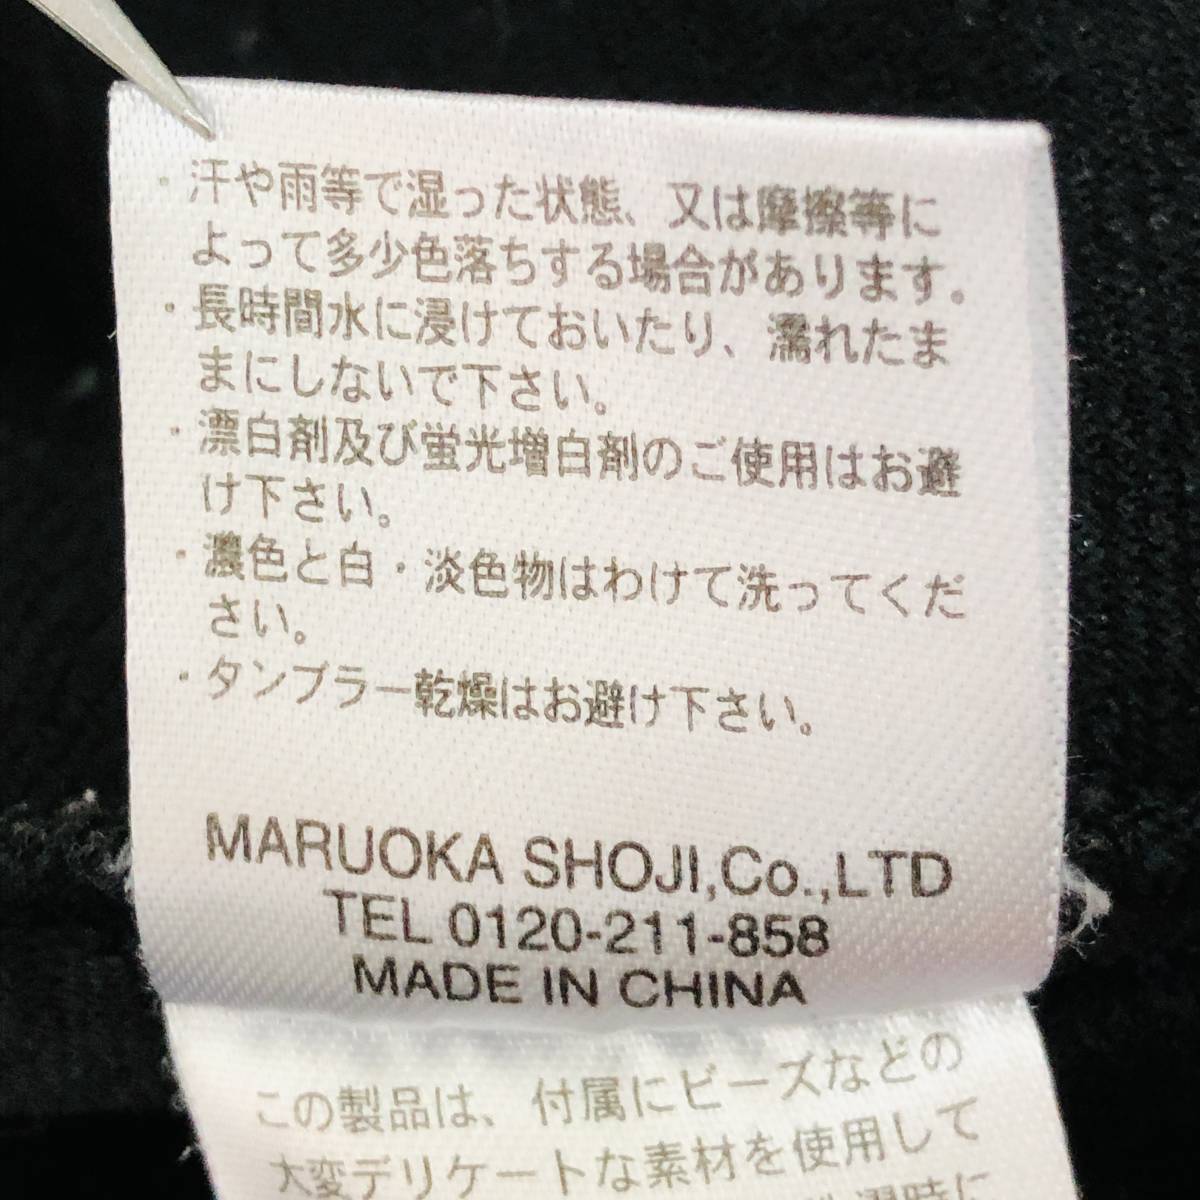 ・汗や雨等で湿った状態、又は摩擦等に
よって多少色落ちする場合があります。
・長時間水に浸けておいたり、濡れたま
まにしないで下さい。
・漂白剤及び蛍光増白剤のご使用はお避
け下さい。
・濃色と白・淡色物はわけて洗ってくだ
さい。
・タンブラー乾燥はお避け下さい。
MARUOKA SHOJI,Co.,LTD
TEL 0120-211-858
MADE IN CHINA
この製品は、付属にビーズなどの
大変デリケートな素材を使用して